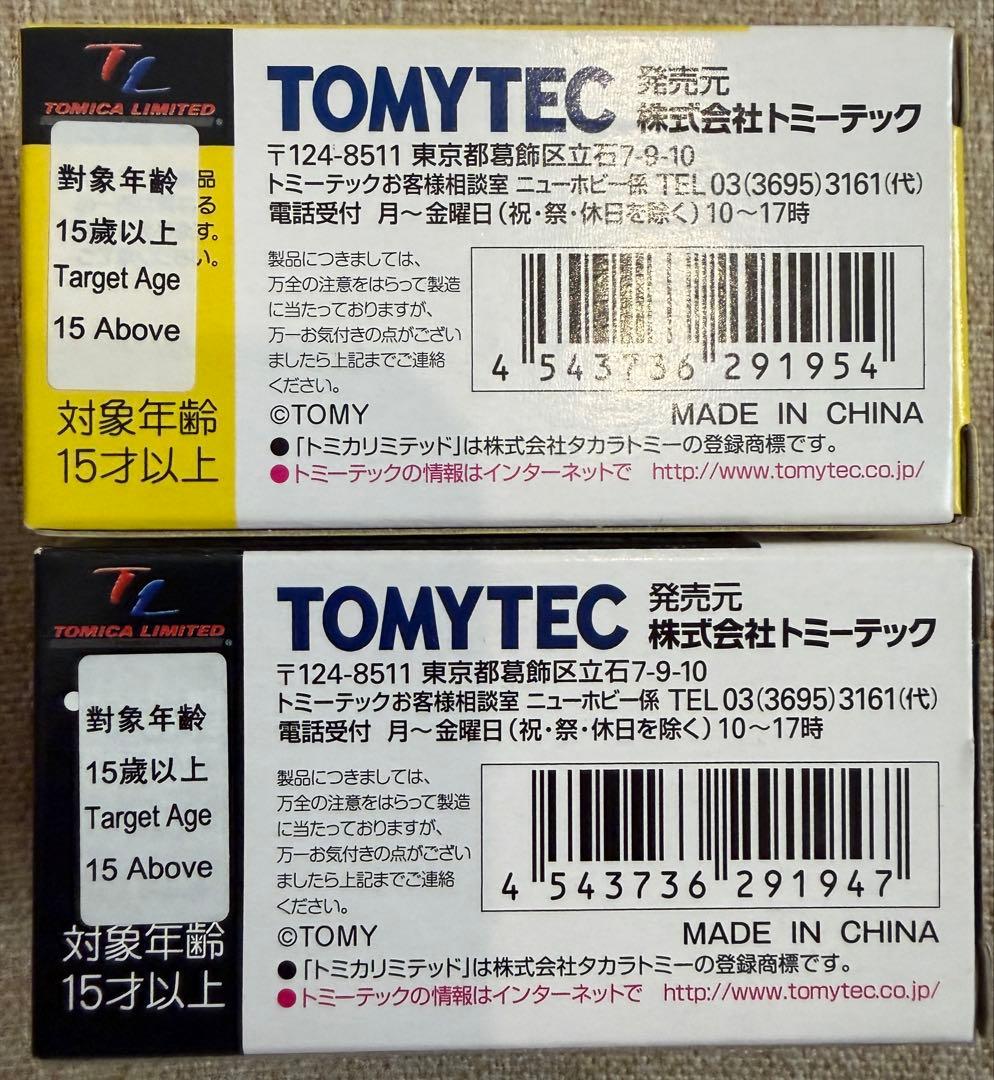 TL
TOMICA LIMITED
對象年齡
15歲以上
Target Age
15 Above
品
る
す。
い。
対象年齢
15才以上
TOMYTEC
発売元
株式会社トミーテック
〒124-8511 東京都葛飾区立石7-9-10
トミーテックお客様相談室 ニューホビー係 TEL 03(3695)3161(代)
電話受付 月～金曜日(祝・祭・休日を除く)10～17時
製品につきましては、
万全の注意をはらって製造
に当たっておりますが、
万一お気付きの点がござい
ましたら上記までご連絡
ください。
4 543736 291954
©TOMY
MADE IN CHINA
●「トミカリミテッド」は株式会社タカラトミーの登録商標です。
●トミーテックの情報はインターネットで http://www.tomytec.co.jp/
TL
TOMICA LIMITED
對象年齡
15歲以上
Target Age
15 Above
対象年齢
15才以上
TOMYTEC
発売元
株式会社トミーテック
〒124-8511 東京都葛飾区立石7-9-10
トミーテックお客様相談室 ニューホビー係 TEL 03(3695)3161(代)
電話受付 月～金曜日(祝・祭・休日を除く)10～17時
製品につきましては、
万全の注意をはらって製造
に当たっておりますが、
万一お気付きの点がござい
ましたら上記までご連絡
ください。
4 543736 291947
©TOMY
MADE IN CHINA
●「トミカリミテッド」は株式会社タカラトミーの登録商標です。
●トミーテックの情報はインターネットで http://www.tomytec.co.jp/